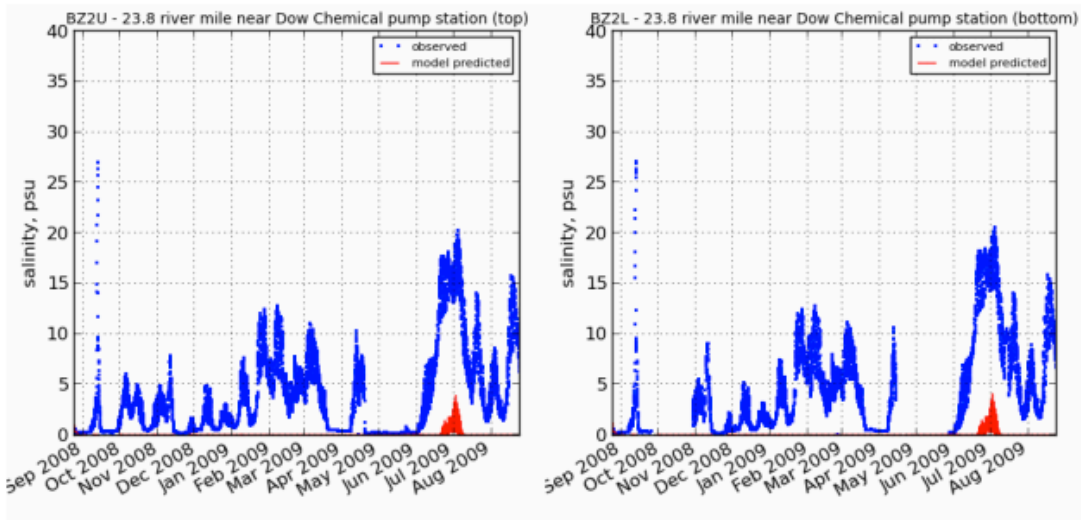 BZ2U - 23.8 river mile near Dow Chemical pump station (top)
40
35
30
25
20
15
10
5
0
salinity, psu
observed
model predicted
Sep 2008
Oct 2008
Nov 2008
Dec 2008
Jan 2009
Feb 2009
Mar 2009
Apr 2009
May 2009
Jun 2009
Jul 2009
Aug 2009
BZ2L - 23.8 river mile near Dow Chemical pump station (bottom)
40
35
30
25
20
15
10
5
0
salinity, psu
observed
model predicted
Sep 2008
Oct 2008
Nov 2008
Dec 2008
Jan 2009
Feb 2009
Mar 2009
Apr 2009
May 2009
Jun 2009
Jul 2009
Aug 2009